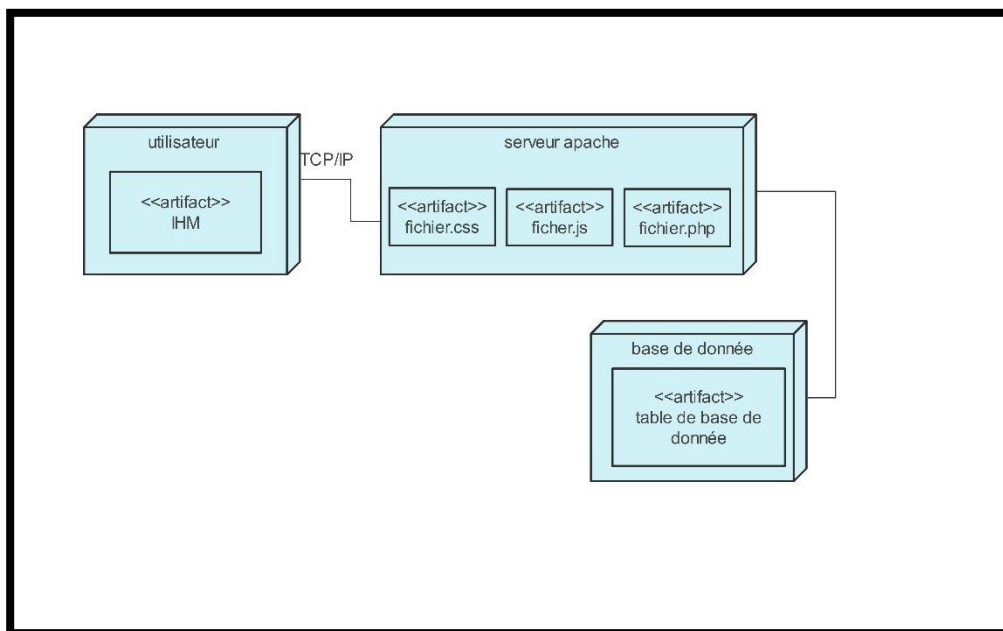 utilisateur
<<artifact>>
IHM
TCP/IP
serveur apache
<<artifact>>
fichier.css
<<artifact>>
ficher.js
<<artifact>>
fichier.php
base de donnée
<<artifact>>
table de base de
donnée